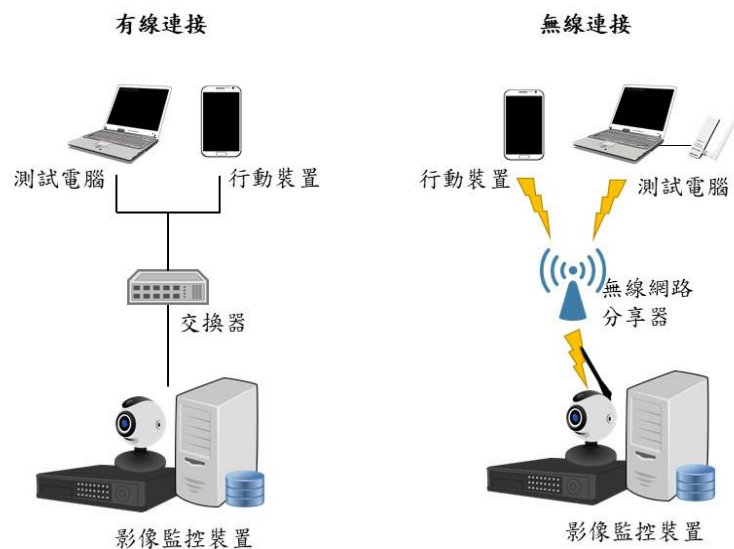 有線連接
測試電腦
行動裝置
交換器
影像監控裝置
無線連接
行動裝置
測試電腦
無線網路
分享器
影像監控裝置